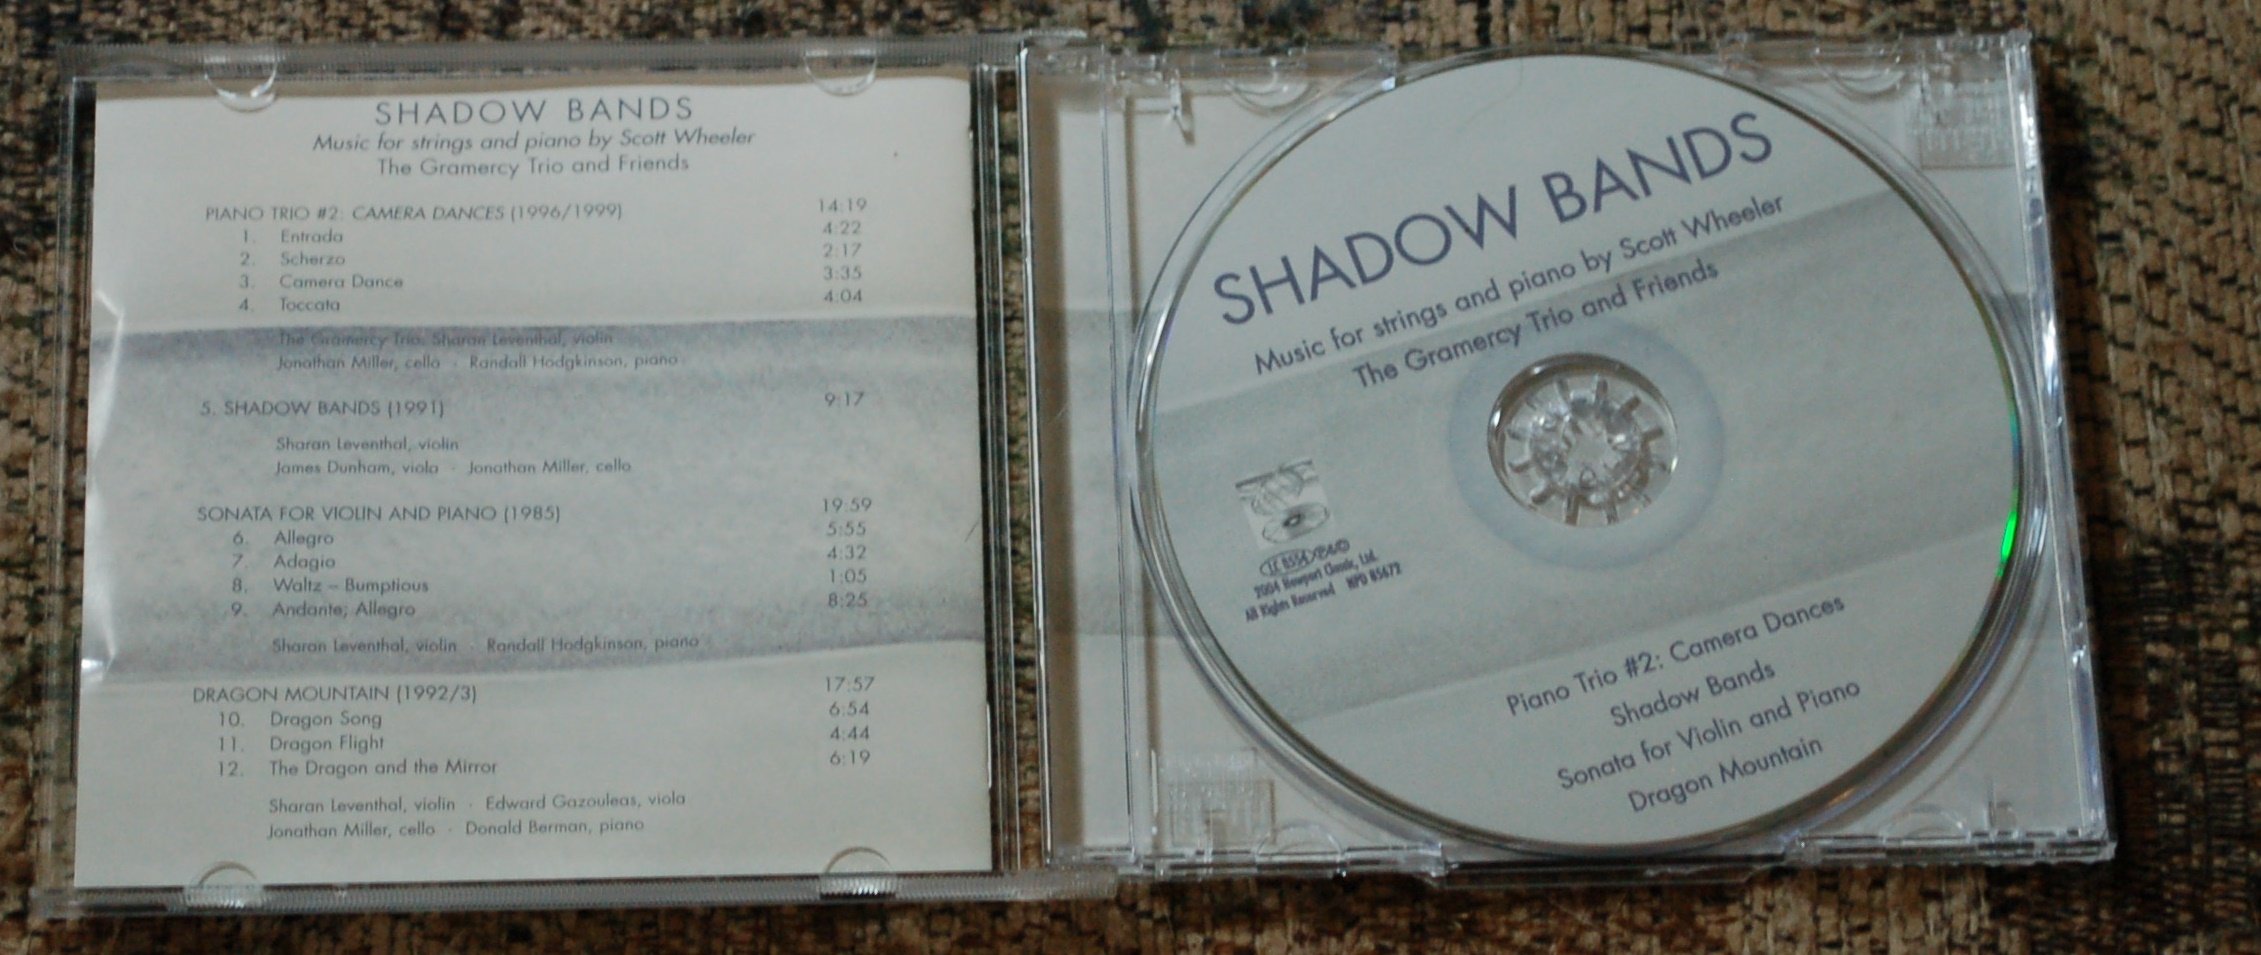 SHADOW BANDS
Music for strings and piano by Scott Wheeler
The Gramercy Trio and Friends
PIANO TRIO #2: CAMERA DANCES (1996/1999) 14:19
1. Entrada 4:22
2. Scherzo 2:17
3. Camera Dance 3:35
4. Toccata 4:04
The Gramercy Trio: Sharan Leventhal, violin
Jonathan Miller, cello · Randall Hodgkinson, piano
5. SHADOW BANDS (1991) 9:17
Sharan Leventhal, violin
James Dunham, viola · Jonathan Miller, cello
SONATA FOR VIOLIN AND PIANO (1985) 19:59
6. Allegro 5:55
7. Adagio 4:32
8. Waltz – Bumptious 1:05
9. Andante; Allegro 8:25
Sharan Leventhal, violin · Randall Hodgkinson, piano
DRAGON MOUNTAIN (1992/3) 17:57
10. Dragon Song 6:54
11. Dragon Flight 4:44
12. The Dragon and the Mirror 6:19
Sharan Leventhal, violin · Edward Gazouleas, viola
Jonathan Miller, cello · Donald Berman, piano
SHADOW BANDS
Music for strings and piano by Scott Wheeler
The Gramercy Trio and Friends
LC 8554
2004 Newport Classic, Ltd.
All Rights Reserved NPD 85672
Piano Trio #2: Camera Dances
Shadow Bands
Sonata for Violin and Piano
Dragon Mountain